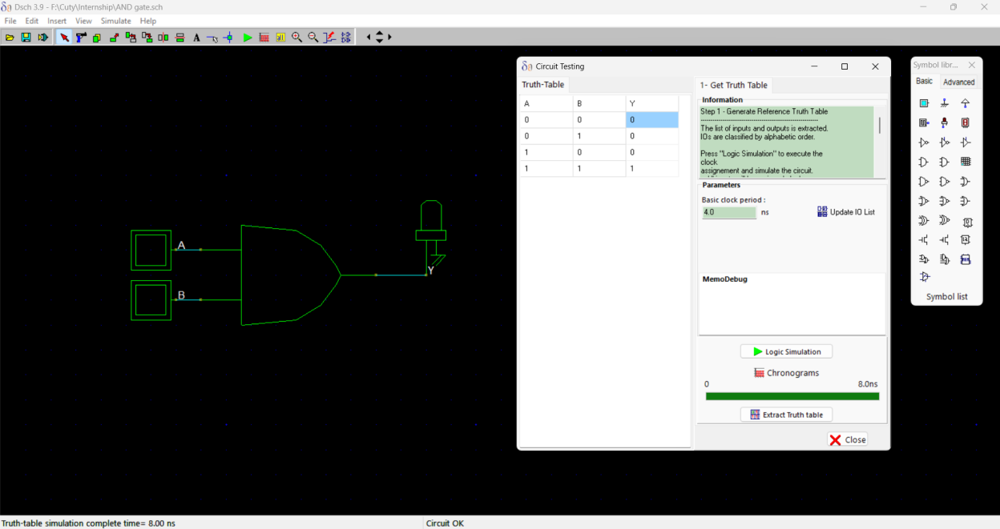 Dsch 3.9 - F:\Cuty\Internship\AND gate.sch
File Edit Insert View Simulate Help
Circuit Testing
Truth-Table
A B Y
0 0 0
0 1 0
1 0 0
1 1 1
1- Get Truth Table
Information
Step 1 - Generate Reference Truth Table
The list of inputs and outputs is extracted.
IOs are classified by alphabetic order.
Press "Logic Simulation" to execute the
clock
assignement and simulate the circuit.
Parameters
Basic clock period :
4.0 ns
Update IO List
MemoDebug
Logic Simulation
Chronograms
0 8.0ns
Extract Truth table
Close
Symbol libr...
Basic Advanced
Symbol list
A
B
Y
Truth-table simulation complete time= 8.00 ns
Circuit OK